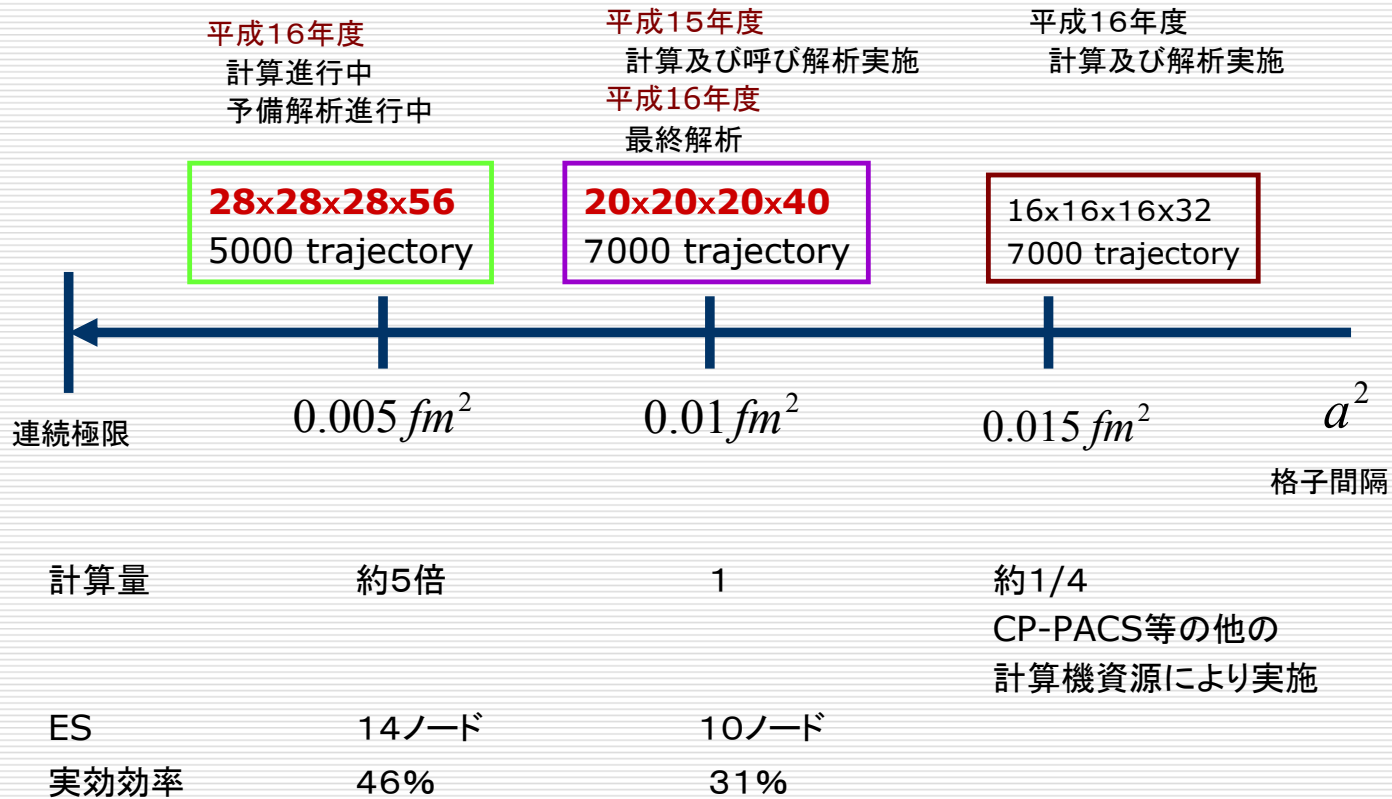 平成16年度
計算進行中
予備解析進行中
平成15年度
計算及び呼び解析実施
平成16年度
最終解析
平成16年度
計算及び解析実施
28x28x28x56
5000 trajectory
20x20x20x40
7000 trajectory
16x16x16x32
7000 trajectory
連続極限
0.005 fm²
0.01 fm²
0.015 fm²
a²
格子間隔
計算量 約5倍 1 約1/4
CP-PACS等の他の
計算機資源により実施
ES 14ノード 10ノード
実効効率 46% 31%